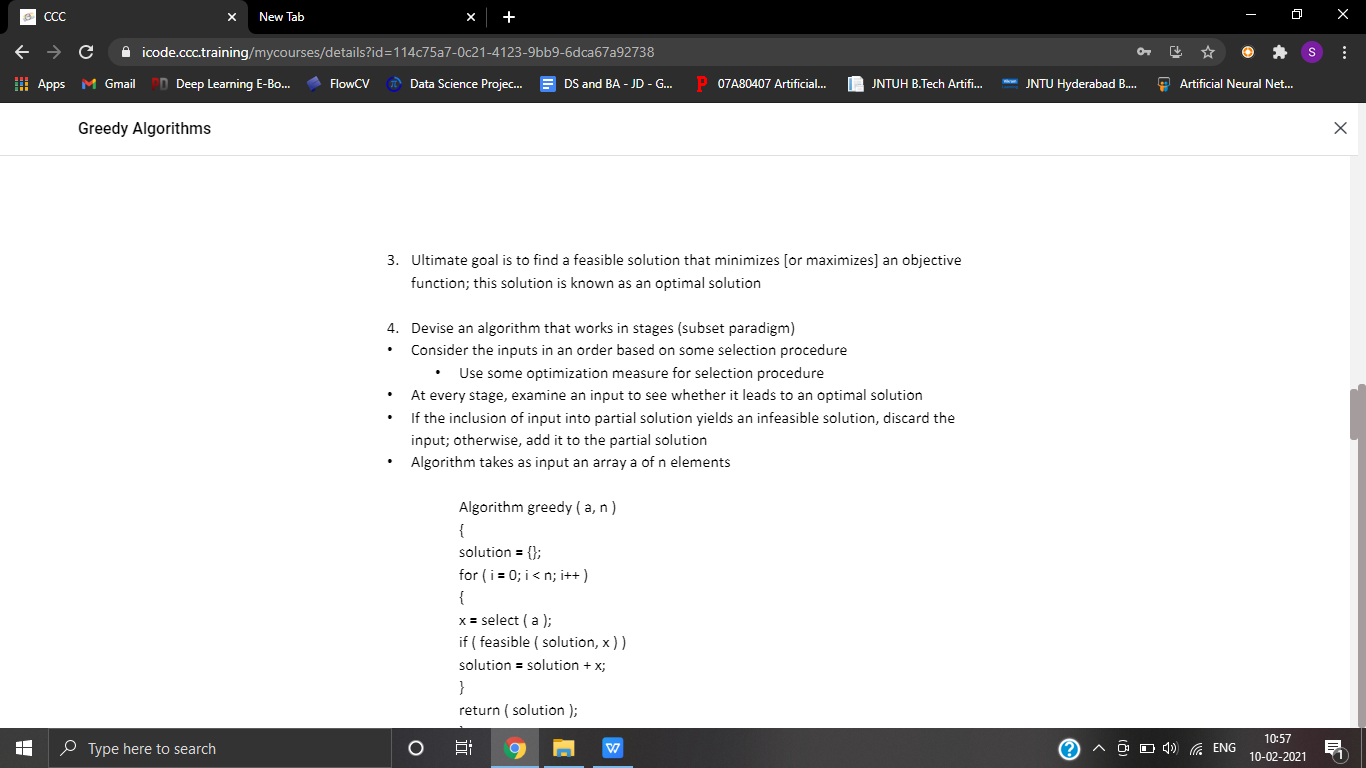 CCC
New Tab
icode.ccc.training/mycourses/details?id=114c75a7-0c21-4123-9bb9-6dca67a92738
S
Apps
Gmail
Deep Learning E-Bo...
FlowCV
Data Science Projec...
DS and BA - JD - G...
07A80407 Artificial...
JNTUH B.Tech Artifi...
JNTU Hyderabad B....
Artificial Neural Net...
Greedy Algorithms
3. Ultimate goal is to find a feasible solution that minimizes [or maximizes] an objective
function; this solution is known as an optimal solution
4. Devise an algorithm that works in stages (subset paradigm)
• Consider the inputs in an order based on some selection procedure
• Use some optimization measure for selection procedure
• At every stage, examine an input to see whether it leads to an optimal solution
• If the inclusion of input into partial solution yields an infeasible solution, discard the
input; otherwise, add it to the partial solution
• Algorithm takes as input an array a of n elements
Algorithm greedy ( a, n )
{
solution = {};
for ( i = 0; i < n; i++ )
{
x = select ( a );
if ( feasible ( solution, x ) )
solution = solution + x;
}
return ( solution );
Type here to search
ENG
10:57
10-02-2021
1